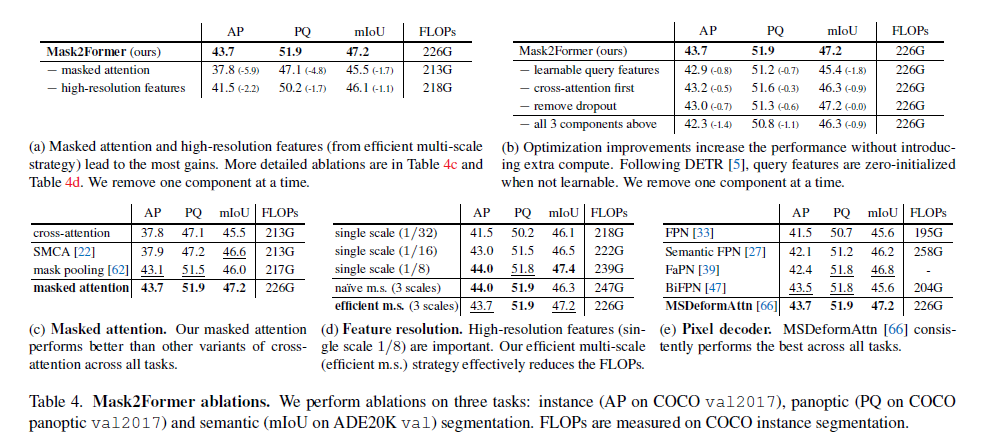 AP PQ mIoU FLOPs
Mask2Former (ours) 43.7 51.9 47.2 226G
− masked attention 37.8 (-5.9) 47.1 (-4.8) 45.5 (-1.7) 213G
− high-resolution features 41.5 (-2.2) 50.2 (-1.7) 46.1 (-1.1) 218G
(a) Masked attention and high-resolution features (from efficient multi-scale
strategy) lead to the most gains. More detailed ablations are in Table 4c and
Table 4d. We remove one component at a time.
AP PQ mIoU FLOPs
Mask2Former (ours) 43.7 51.9 47.2 226G
− learnable query features 42.9 (-0.8) 51.2 (-0.7) 45.4 (-1.8) 226G
− cross-attention first 43.2 (-0.5) 51.6 (-0.3) 46.3 (-0.9) 226G
− remove dropout 43.0 (-0.7) 51.3 (-0.6) 47.2 (-0.0) 226G
− all 3 components above 42.3 (-1.4) 50.8 (-1.1) 46.3 (-0.9) 226G
(b) Optimization improvements increase the performance without introduc-
ing extra compute. Following DETR [5], query features are zero-initialized
when not learnable. We remove one component at a time.
AP PQ mIoU FLOPs
cross-attention 37.8 47.1 45.5 213G
SMCA [22] 37.9 47.2 46.6 213G
mask pooling [62] 43.1 51.5 46.0 217G
masked attention 43.7 51.9 47.2 226G
(c) Masked attention. Our masked attention
performs better than other variants of cross-
attention across all tasks.
AP PQ mIoU FLOPs
single scale (1/32) 41.5 50.2 46.1 218G
single scale (1/16) 43.0 51.5 46.5 222G
single scale (1/8) 44.0 51.8 47.4 239G
naïve m.s. (3 scales) 44.0 51.9 46.3 247G
efficient m.s. (3 scales) 43.7 51.9 47.2 226G
(d) Feature resolution. High-resolution features (sin-
gle scale 1/8) are important. Our efficient multi-scale
(efficient m.s.) strategy effectively reduces the FLOPs.
AP PQ mIoU FLOPs
FPN [33] 41.5 50.7 45.6 195G
Semantic FPN [27] 42.1 51.2 46.2 258G
FaPN [39] 42.4 51.8 46.8 -
BiFPN [47] 43.5 51.8 45.6 204G
MSDeformAttn [66] 43.7 51.9 47.2 226G
(e) Pixel decoder. MSDeformAttn [66] consis-
tently performs the best across all tasks.
Table 4. Mask2Former ablations. We perform ablations on three tasks: instance (AP on COCO val2017), panoptic (PQ on COCO
panoptic val2017) and semantic (mIoU on ADE20K val) segmentation. FLOPs are measured on COCO instance segmentation.